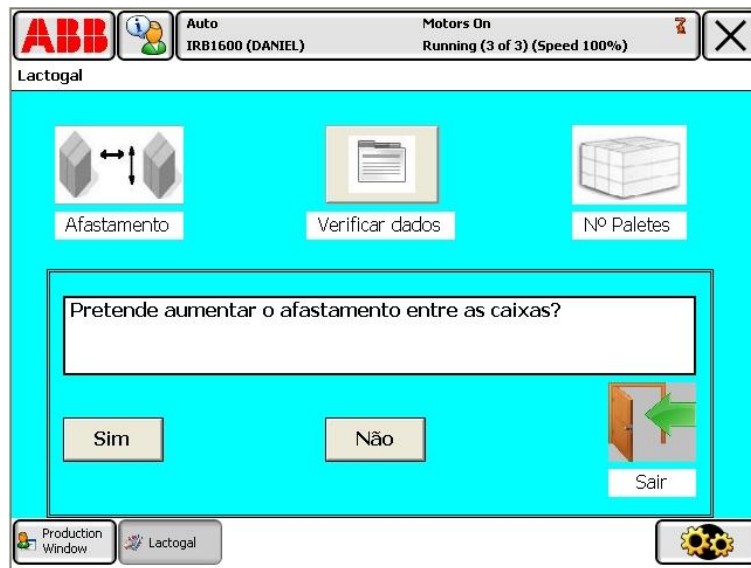 ABB
Auto
IRB1600 (DANIEL)
Motors On
Running (3 of 3) (Speed 100%)
Lactogal
Afastamento
Verificar dados
Nº Paletes
Pretende aumentar o afastamento entre as caixas?
Sim
Não
Sair
Production
Window
Lactogal